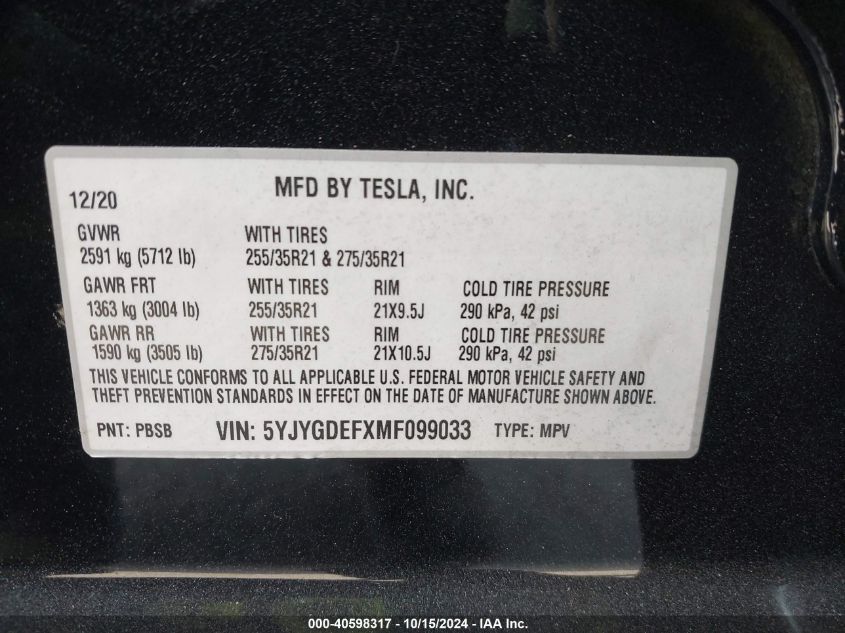 MFD BY TESLA, INC.
12/20
GVWR WITH TIRES
2591 kg (5712 lb) 255/35R21 & 275/35R21
GAWR FRT WITH TIRES RIM COLD TIRE PRESSURE
1363 kg (3004 lb) 255/35R21 21X9.5J 290 kPa, 42 psi
GAWR RR WITH TIRES RIM COLD TIRE PRESSURE
1590 kg (3505 lb) 275/35R21 21X10.5J 290 kPa, 42 psi
THIS VEHICLE CONFORMS TO ALL APPLICABLE U.S. FEDERAL MOTOR VEHICLE SAFETY AND
THEFT PREVENTION STANDARDS IN EFFECT ON THE DATE OF MANUFACTURE SHOWN ABOVE.
PNT: PBSB VIN: 5YJYGDEFXMF099033 TYPE: MPV
000-40598317 - 10/15/2024 - IAA Inc.